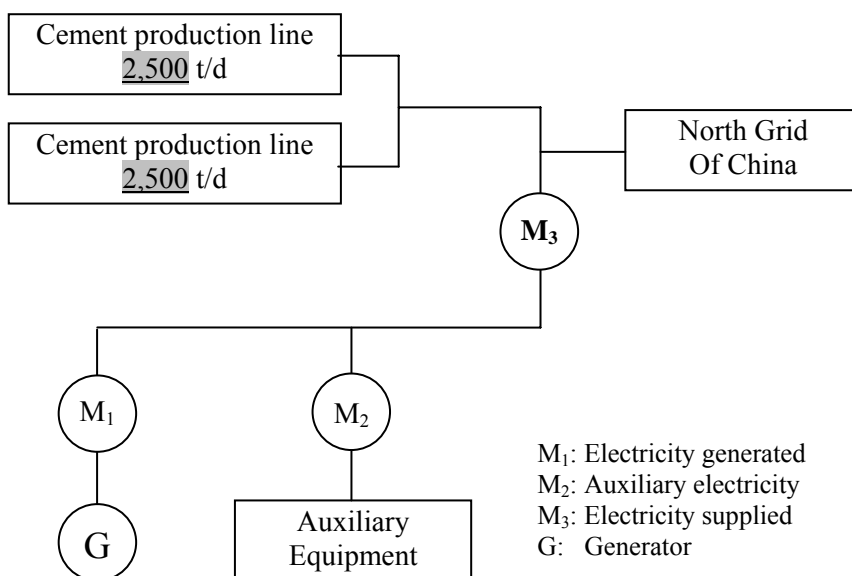 Cement production line
2,500 t/d
Cement production line
2,500 t/d
North Grid
Of China
M₃
M₁
M₂
G
Auxiliary
Equipment
M₁: Electricity generated
M₂: Auxiliary electricity
M₃: Electricity supplied
G: Generator